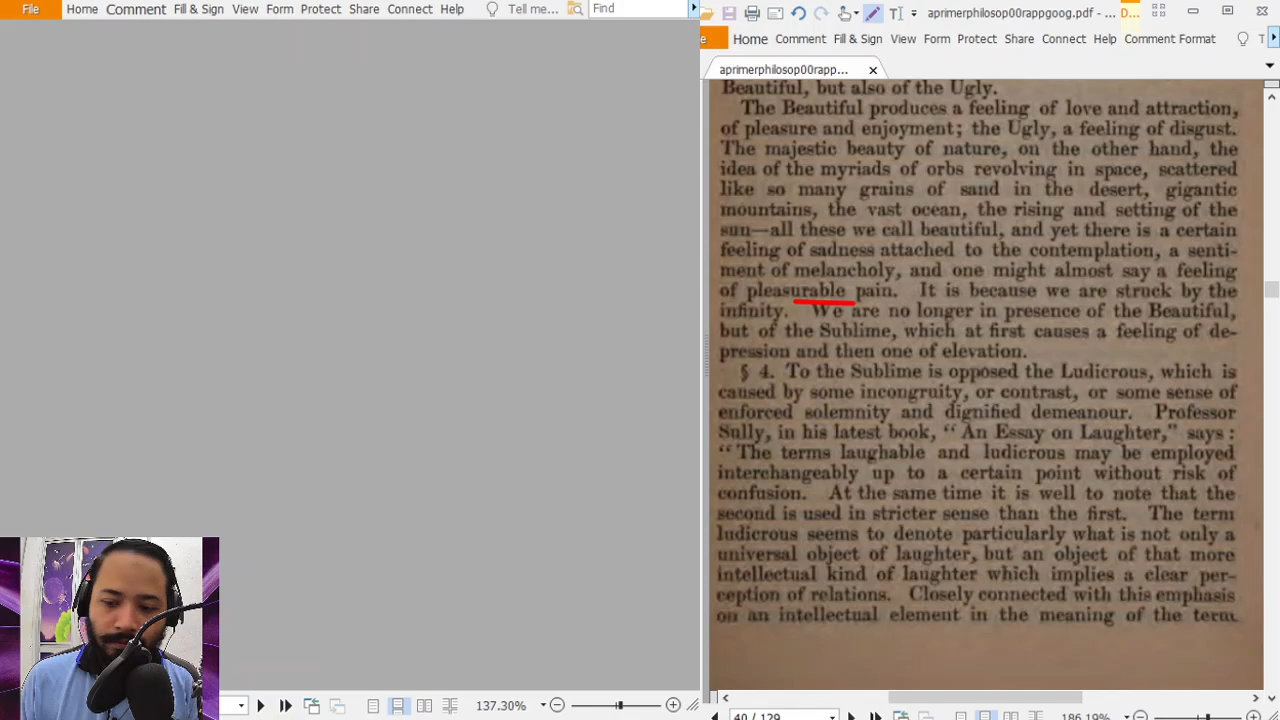 File Home Comment Fill & Sign View Form Protect Share Connect Help Tell me... Find
aprimerphilosop00rappgoog.pdf - ... D...
Home Comment Fill & Sign View Form Protect Share Connect Help Comment Format
aprimerphilosop00rapp...
Beautiful, but also of the Ugly.
The Beautiful produces a feeling of love and attraction,
of pleasure and enjoyment; the Ugly, a feeling of disgust.
The majestic beauty of nature, on the other hand, the
idea of the myriads of orbs revolving in space, scattered
like so many grains of sand in the desert, gigantic
mountains, the vast ocean, the rising and setting of the
sun—all these we call beautiful, and yet there is a certain
feeling of sadness attached to the contemplation, a senti-
ment of melancholy, and one might almost say a feeling
of pleasurable pain. It is because we are struck by the
infinity. We are no longer in presence of the Beautiful,
but of the Sublime, which at first causes a feeling of de-
pression and then one of elevation.
§ 4. To the Sublime is opposed the Ludicrous, which is
caused by some incongruity, or contrast, or some sense of
enforced solemnity and dignified demeanour. Professor
Sully, in his latest book, “An Essay on Laughter,” says :
“The terms laughable and ludicrous may be employed
interchangeably up to a certain point without risk of
confusion. At the same time it is well to note that the
second is used in stricter sense than the first. The term
ludicrous seems to denote particularly what is not only a
universal object of laughter, but an object of that more
intellectual kind of laughter which implies a clear per-
ception of relations. Closely connected with this emphasis
on an intellectual element in the meaning of the term
137.30%
40 / 129 186.19%